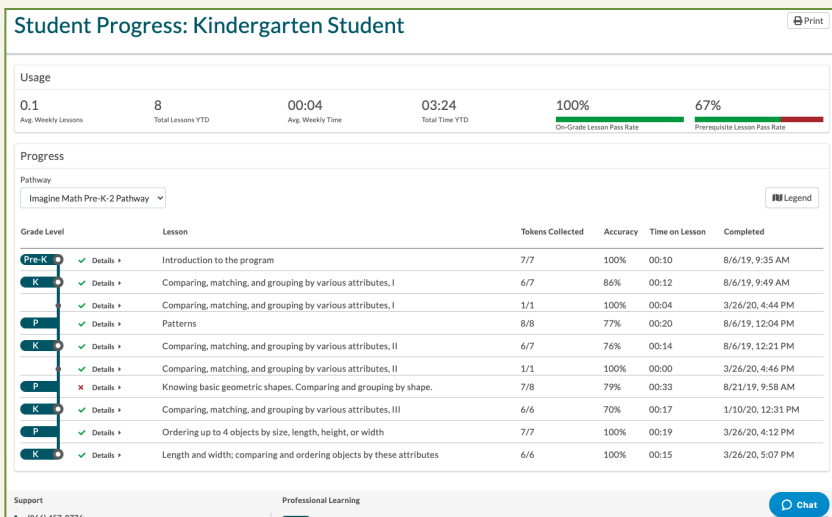 Student Progress: Kindergarten Student
Print
Usage
0.1 8 00:04 03:24 100% 67%
Avg. Weekly Lessons Total Lessons YTD Avg. Weekly Time Total Time YTD On-Grade Lesson Pass Rate Prerequisite Lesson Pass Rate
Progress
Pathway
Imagine Math Pre-K-2 Pathway
Legend
Grade Level Lesson Tokens Collected Accuracy Time on Lesson Completed
Pre-K Details Introduction to the program 7/7 100% 00:10 8/6/19, 9:35 AM
K Details Comparing, matching, and grouping by various attributes, I 6/7 86% 00:12 8/6/19, 9:49 AM
Details Comparing, matching, and grouping by various attributes, I 1/1 100% 00:04 3/26/20, 4:44 PM
P Details Patterns 8/8 77% 00:20 8/6/19, 12:04 PM
K Details Comparing, matching, and grouping by various attributes, II 6/7 76% 00:14 8/6/19, 12:21 PM
Details Comparing, matching, and grouping by various attributes, II 1/1 100% 00:00 3/26/20, 4:46 PM
P Details Knowing basic geometric shapes. Comparing and grouping by shape. 7/8 79% 00:33 8/21/19, 9:58 AM
K Details Comparing, matching, and grouping by various attributes, III 6/6 70% 00:17 1/10/20, 12:31 PM
P Details Ordering up to 4 objects by size, length, height, or width 7/7 100% 00:19 3/26/20, 4:12 PM
K Details Length and width; comparing and ordering objects by these attributes 6/6 100% 00:15 3/26/20, 5:07 PM
Support Professional Learning
Chat